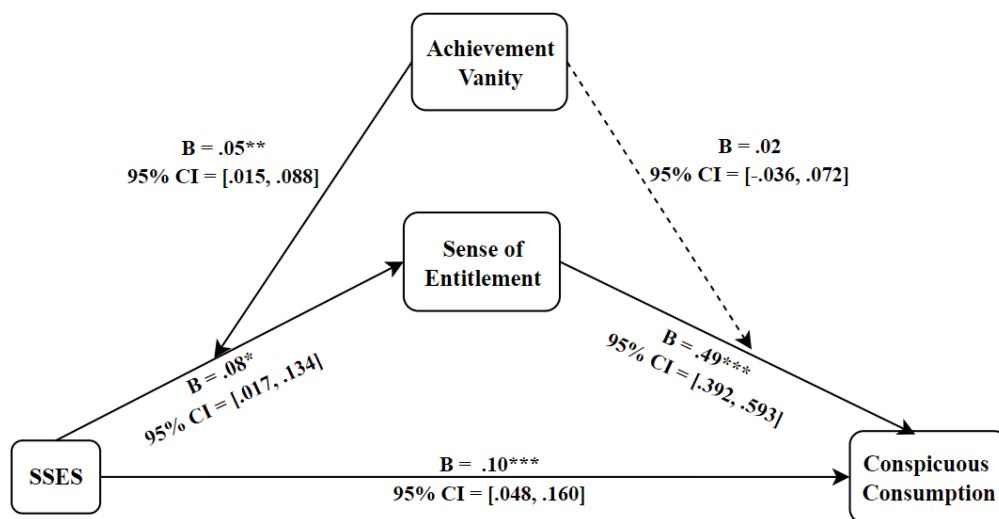 Achievement
Vanity
B = .05**
95% CI = [.015, .088]
B = .02
95% CI = [-.036, .072]
Sense of
Entitlement
B = .08*
95% CI = [.017, .134]
B = .49***
95% CI = [.392, .593]
SSES
B = .10***
95% CI = [.048, .160]
Conspicuous
Consumption